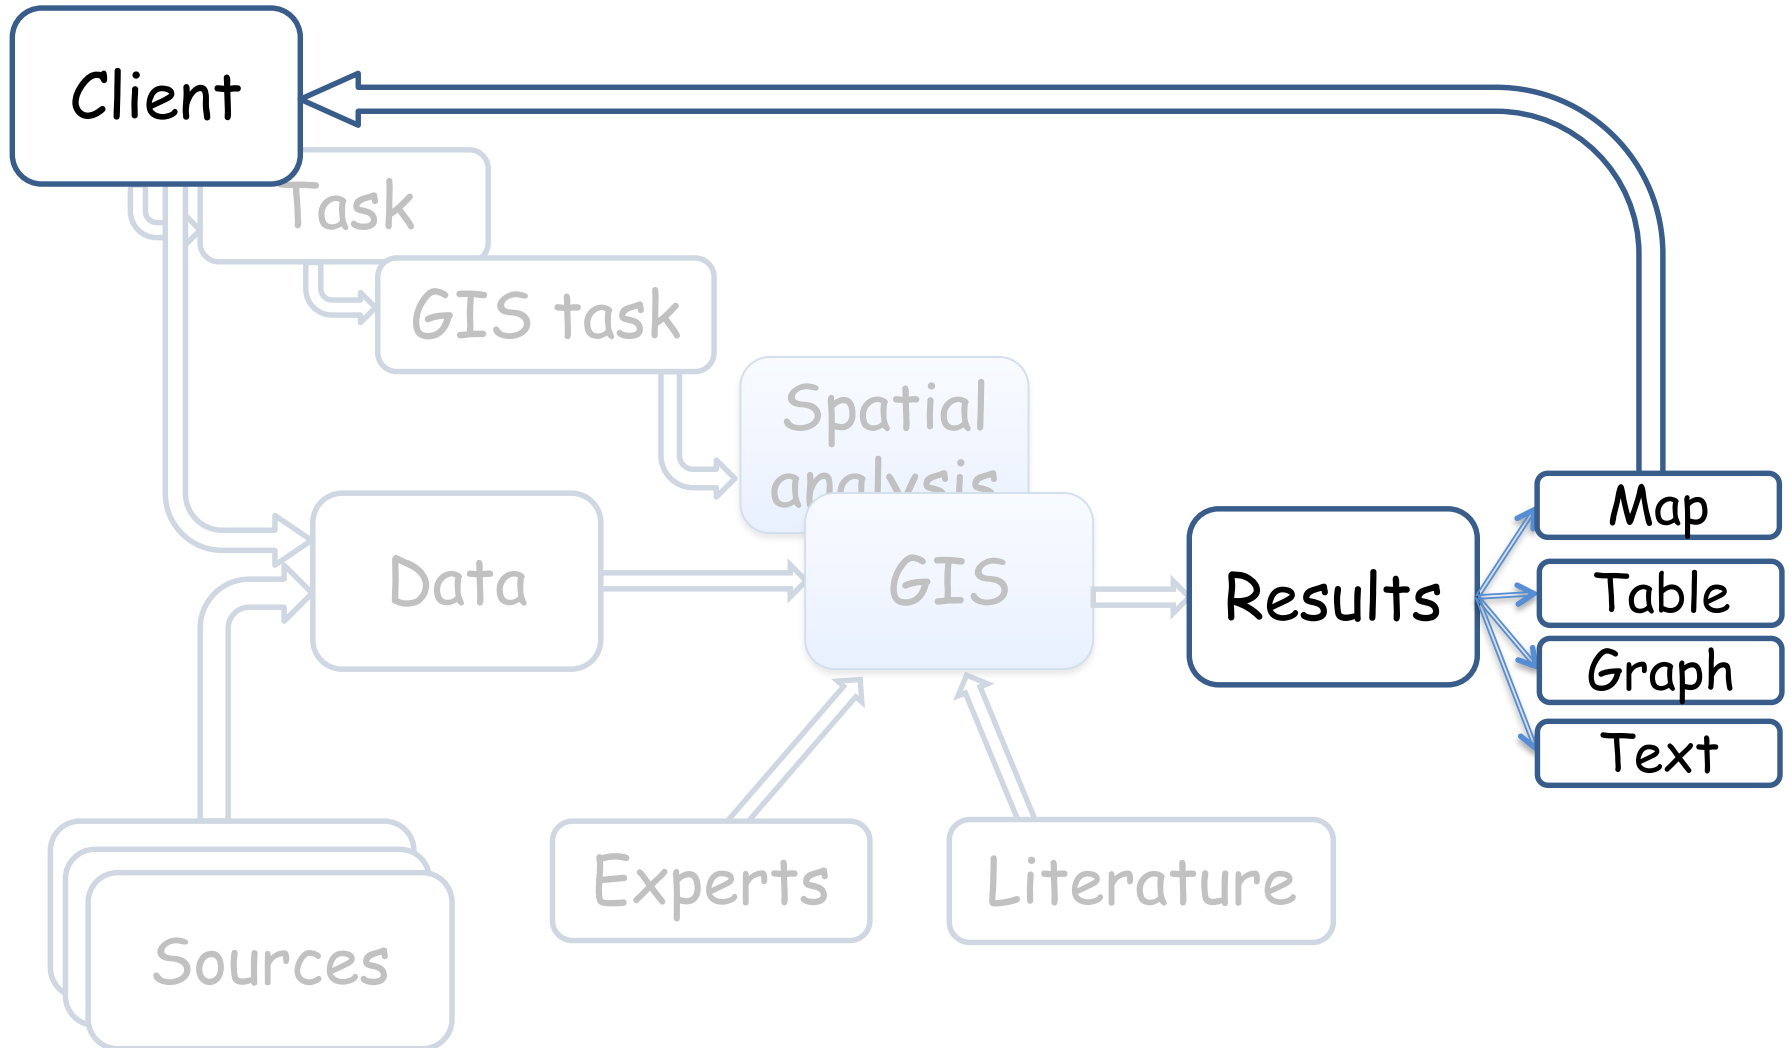 Client
Task
GIS task
Spatial
analysis
Data
GIS
Results
Map
Table
Graph
Text
Experts
Literature
Sources